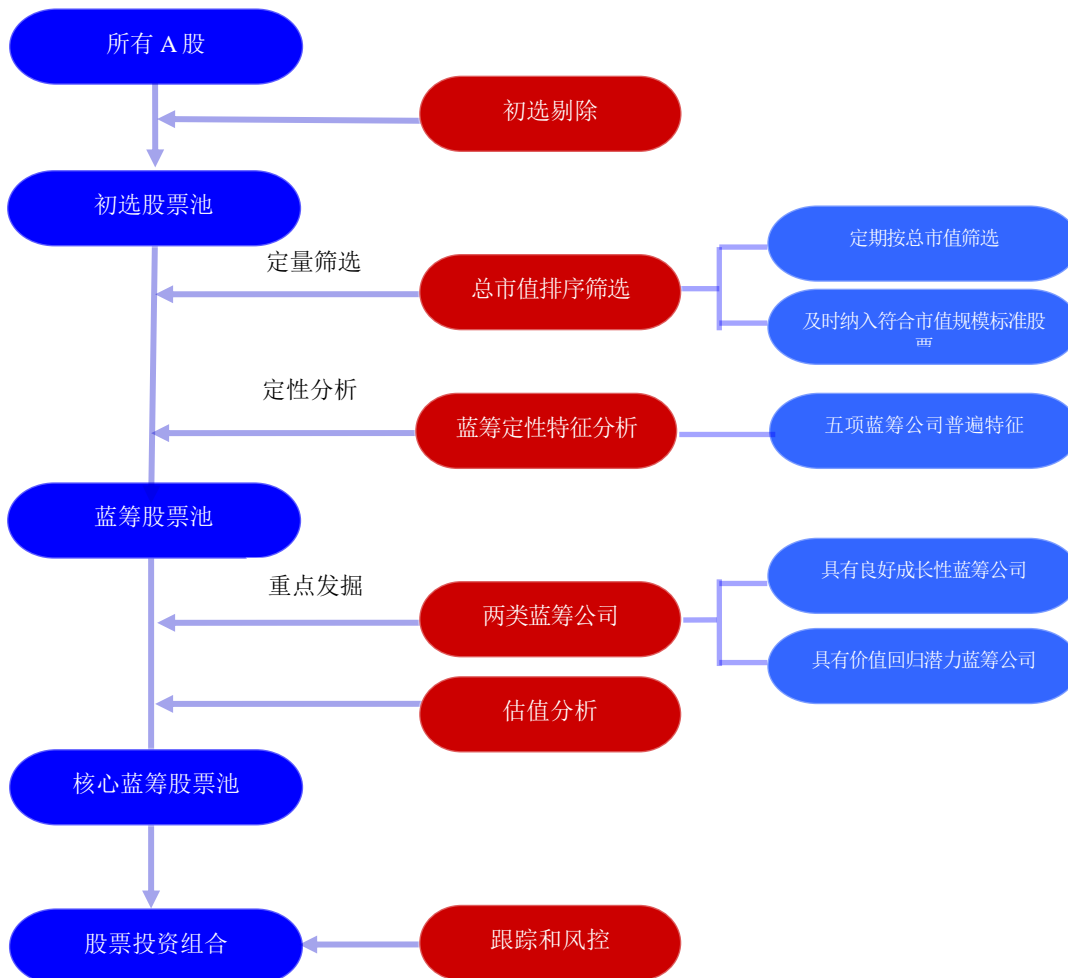 所有 A 股
初选剔除
初选股票池
定期按总市值筛选
定量筛选
总市值排序筛选
及时纳入符合市值规模标准股
票
定性分析
蓝筹定性特征分析
五项蓝筹公司普遍特征
蓝筹股票池
具有良好成长性蓝筹公司
重点发掘
两类蓝筹公司
具有价值回归潜力蓝筹公司
估值分析
核心蓝筹股票池
股票投资组合
跟踪和风控